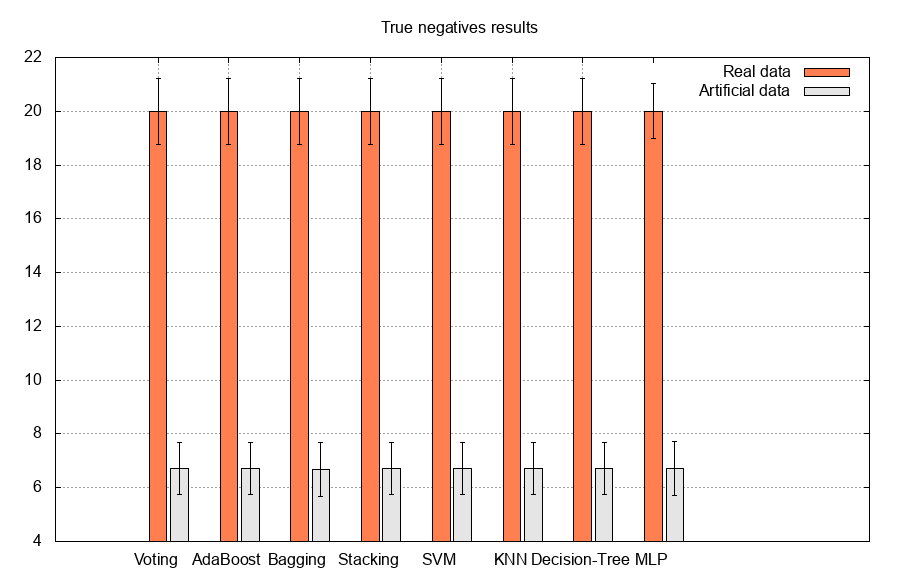 True negatives results
22
20
18
16
14
12
10
8
6
4
Real data
Artificial data
Voting AdaBoost Bagging Stacking SVM KNN Decision-Tree MLP